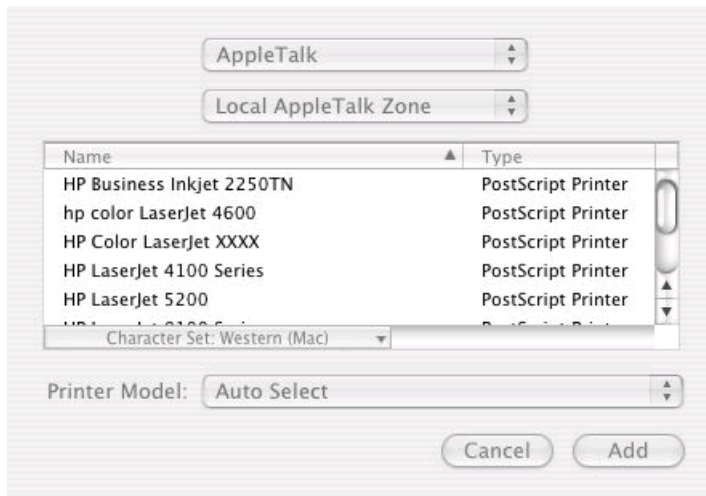 AppleTalk
Local AppleTalk Zone
Name Type
HP Business Inkjet 2250TN PostScript Printer
hp color LaserJet 4600 PostScript Printer
HP Color LaserJet XXXX PostScript Printer
HP LaserJet 4100 Series PostScript Printer
HP LaserJet 5200 PostScript Printer
Character Set: Western (Mac)
Printer Model: Auto Select
Cancel Add